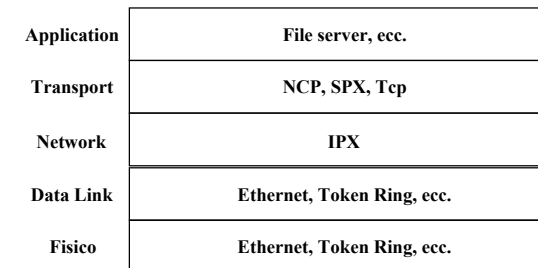 Application File server, ecc.
Transport NCP, SPX, Tcp
Network IPX
Data Link Ethernet, Token Ring, ecc.
Fisico Ethernet, Token Ring, ecc.